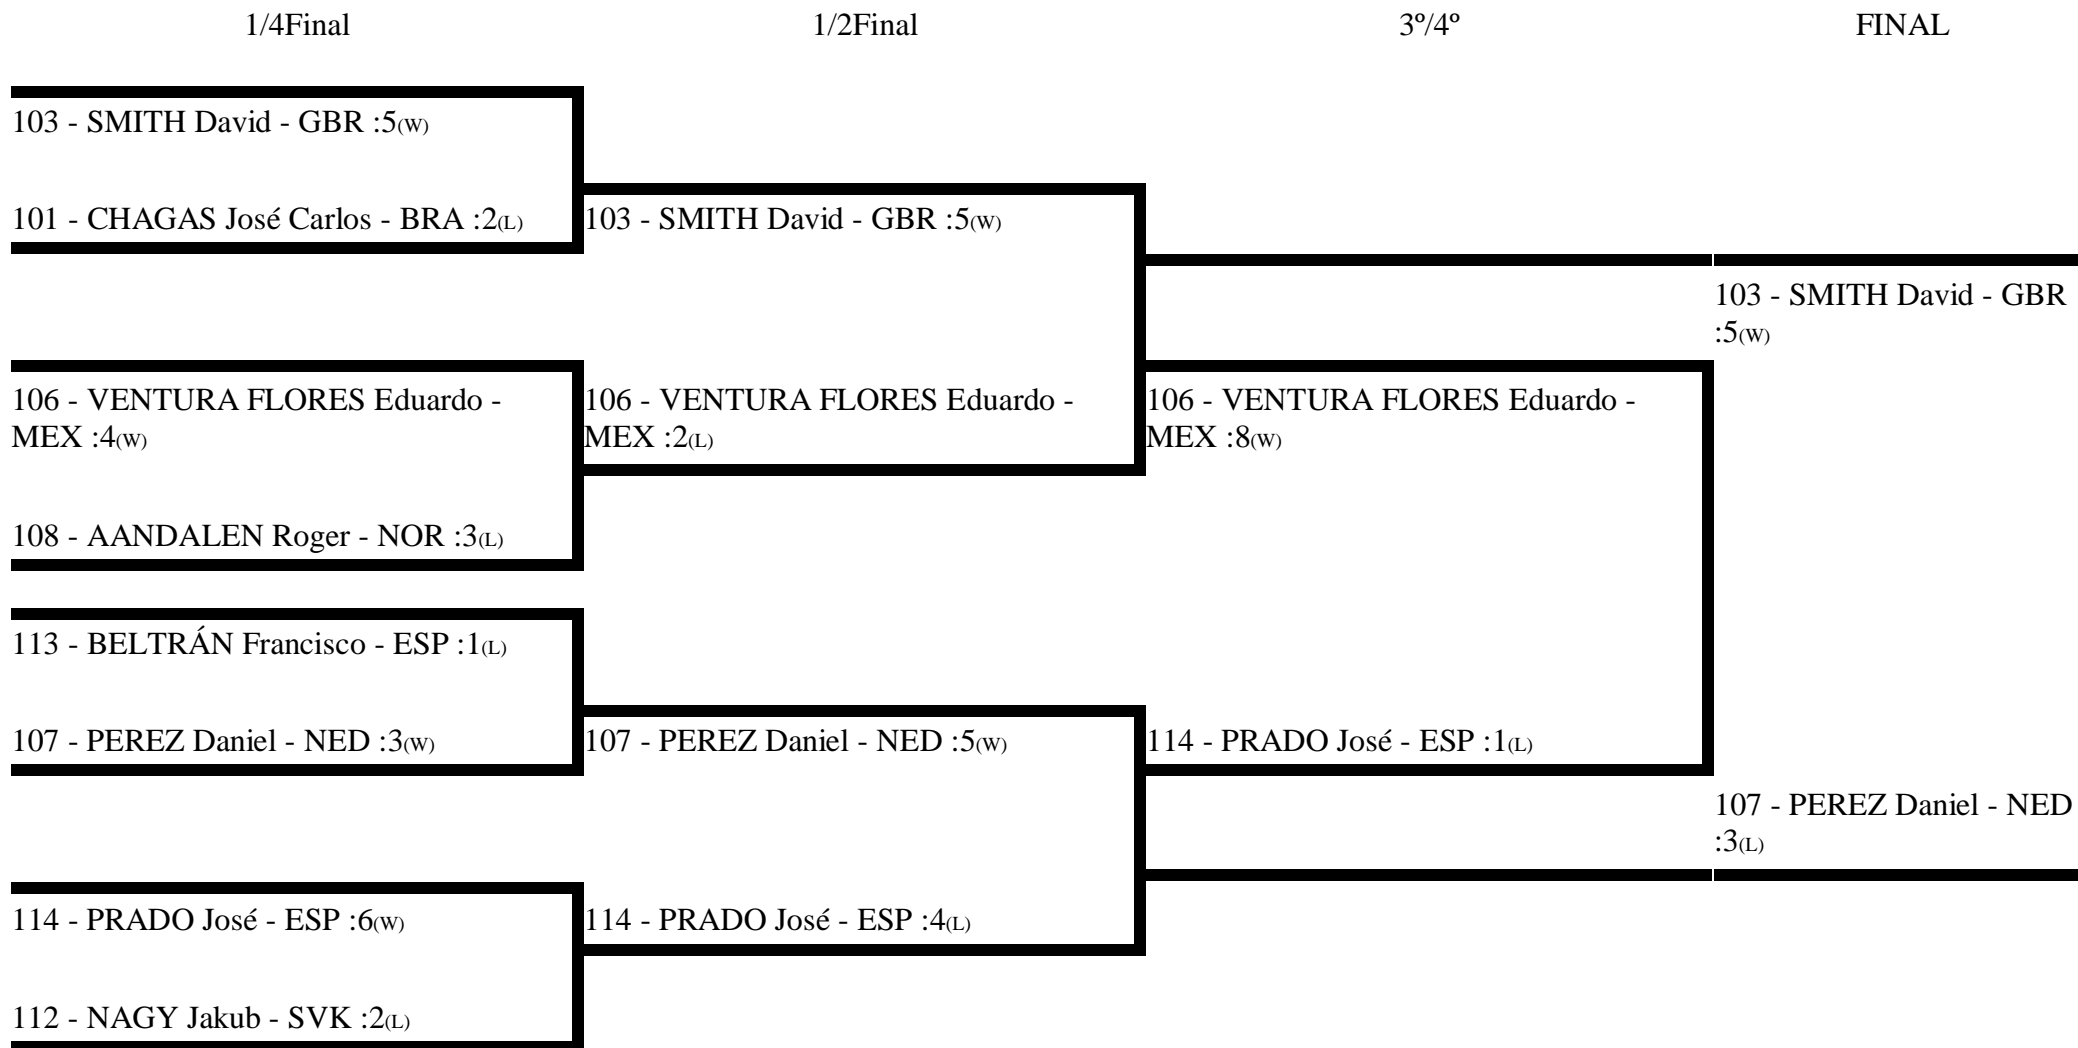 1/4Final
1/2Final
3º/4º
FINAL
103 - SMITH David - GBR :5(W)
101 - CHAGAS José Carlos - BRA :2(L)
106 - VENTURA FLORES Eduardo -
MEX :4(W)
108 - AANDALEN Roger - NOR :3(L)
113 - BELTRÁN Francisco - ESP :1(L)
107 - PEREZ Daniel - NED :3(W)
114 - PRADO José - ESP :6(W)
112 - NAGY Jakub - SVK :2(L)
103 - SMITH David - GBR :5(W)
106 - VENTURA FLORES Eduardo -
MEX :2(L)
107 - PEREZ Daniel - NED :5(W)
114 - PRADO José - ESP :4(L)
106 - VENTURA FLORES Eduardo -
MEX :8(W)
114 - PRADO José - ESP :1(L)
103 - SMITH David - GBR
:5(W)
107 - PEREZ Daniel - NED
:3(L)